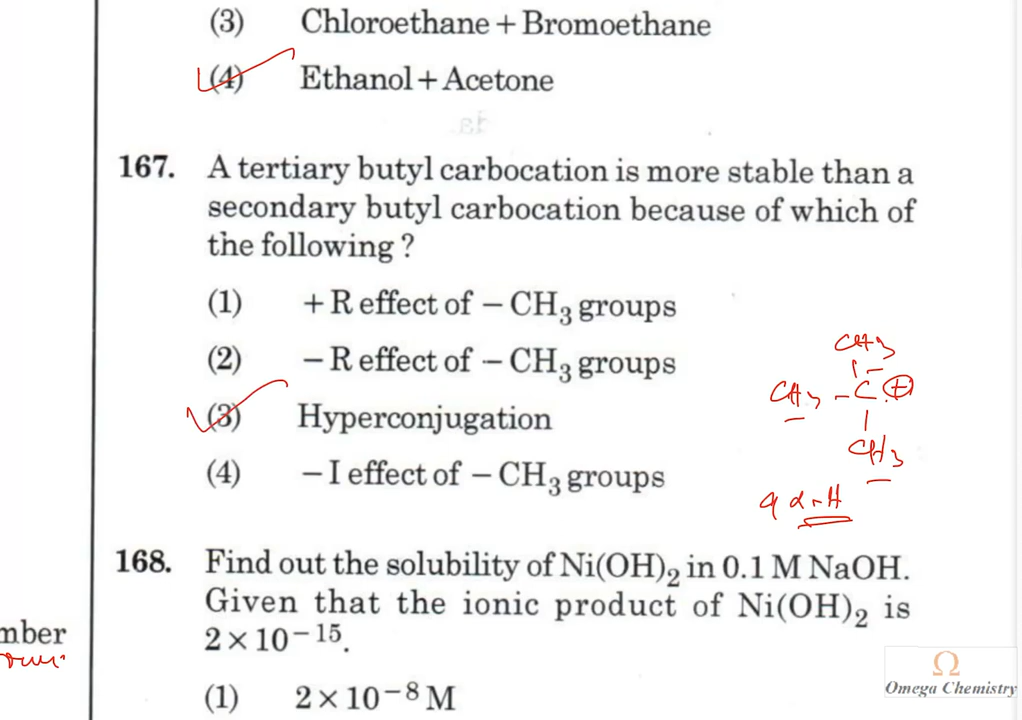 (3) Chloroethane + Bromoethane
(4) Ethanol + Acetone
167. A tertiary butyl carbocation is more stable than a
secondary butyl carbocation because of which of
the following ?
(1) + R effect of – CH₃ groups
(2) – R effect of – CH₃ groups
(3) Hyperconjugation
(4) – I effect of – CH₃ groups
CH₃
CH₃ – C ⊕
CH₃
9 α-H
168. Find out the solubility of Ni(OH)₂ in 0.1 M NaOH.
Given that the ionic product of Ni(OH)₂ is
2 × 10⁻¹⁵.
mber
(1) 2 × 10⁻⁸ M
Ω
Omega Chemistry